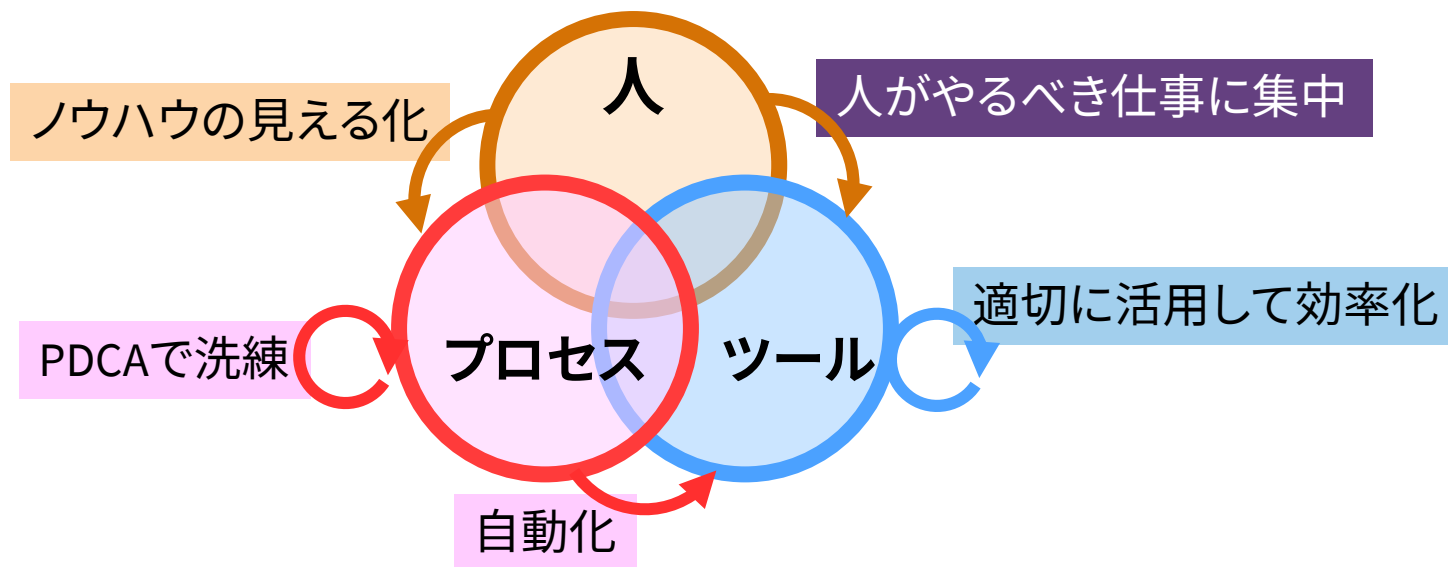 人
人がやるべき仕事に集中
ノウハウの見える化
適切に活用して効率化
PDCAで洗練
プロセス
ツール
自動化